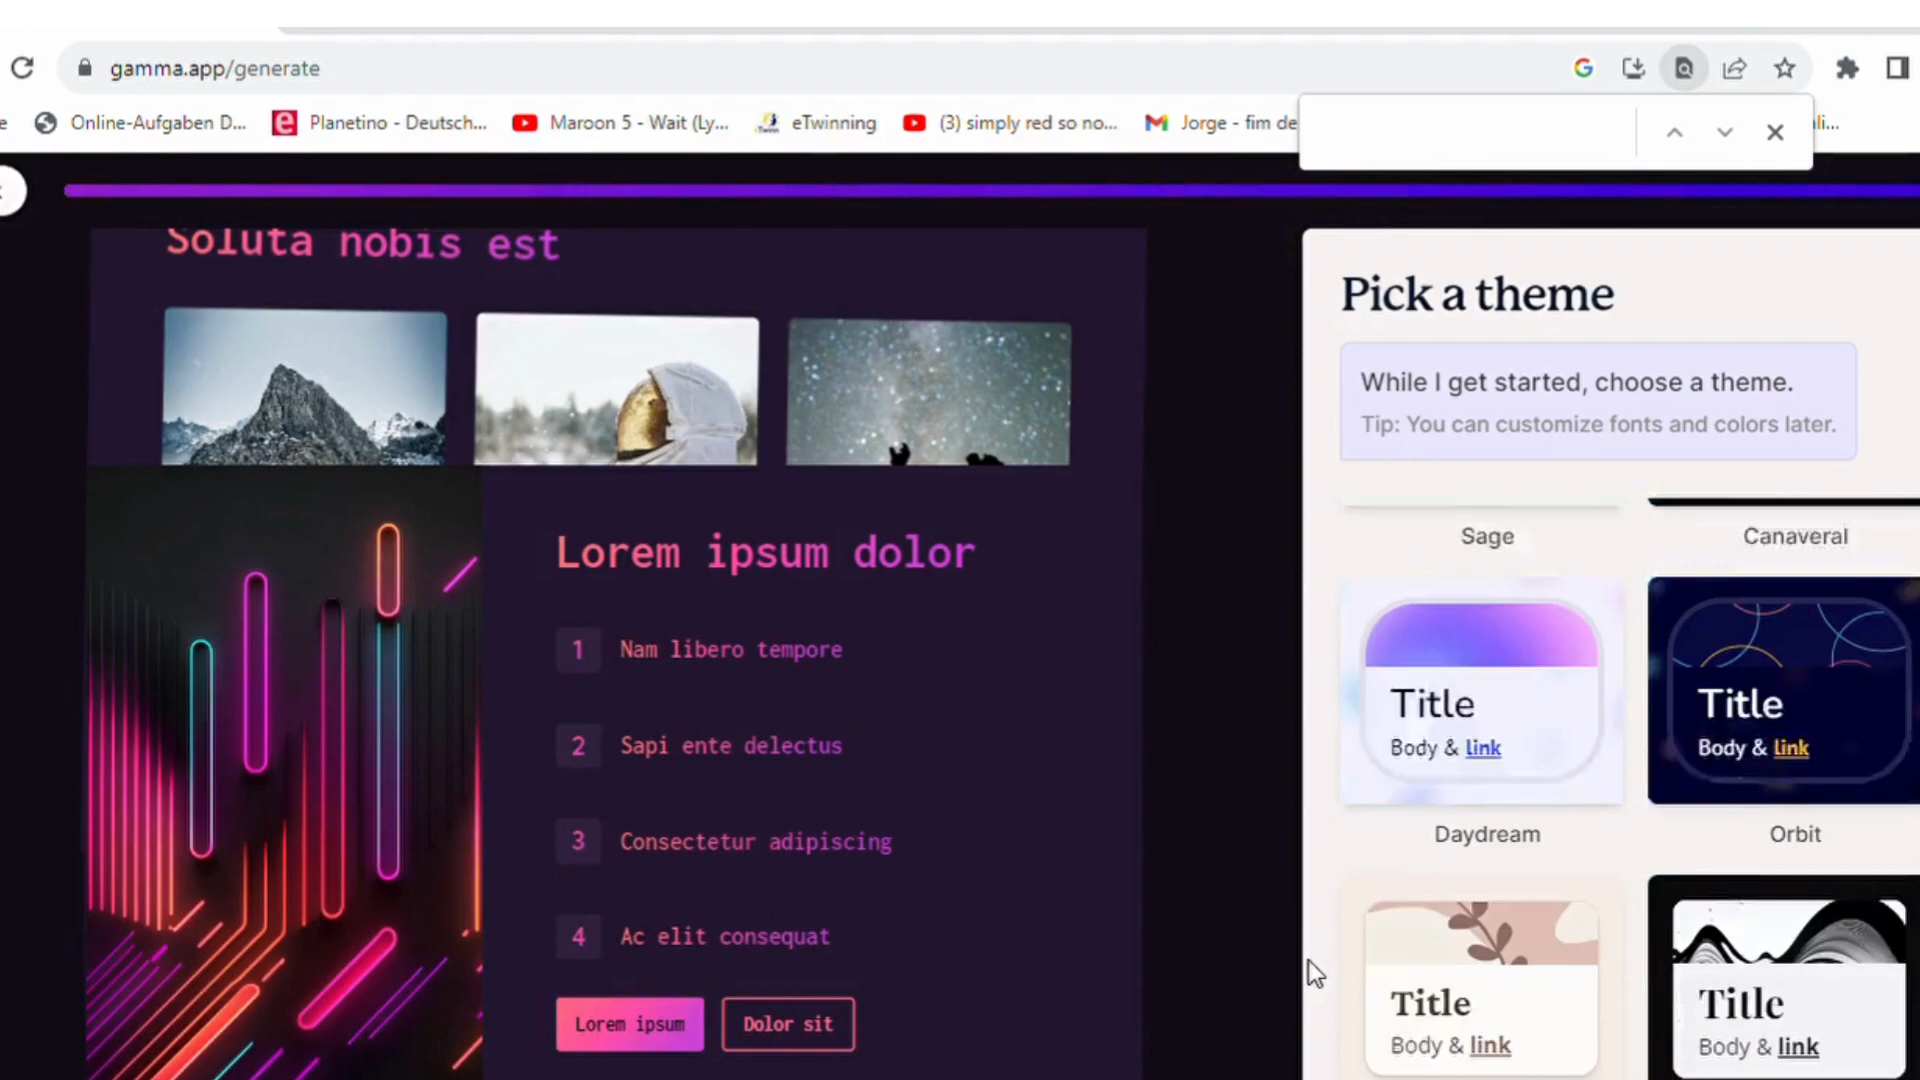 gamma.app/generate
e
Online-Aufgaben D...
Planetino - Deutsch...
Maroon 5 - Wait (Ly...
eTwinning
(3) simply red so no...
Jorge - fim de
li...
Soluta nobis est
Lorem ipsum dolor
1 Nam libero tempore
2 Sapi ente delectus
3 Consectetur adipiscing
4 Ac elit consequat
Lorem ipsum
Dolor sit
Pick a theme
While I get started, choose a theme.
Tip: You can customize fonts and colors later.
Sage
Canaveral
Title
Body & link
Title
Body & link
Daydream
Orbit
Title
Body & link
Title
Body & link